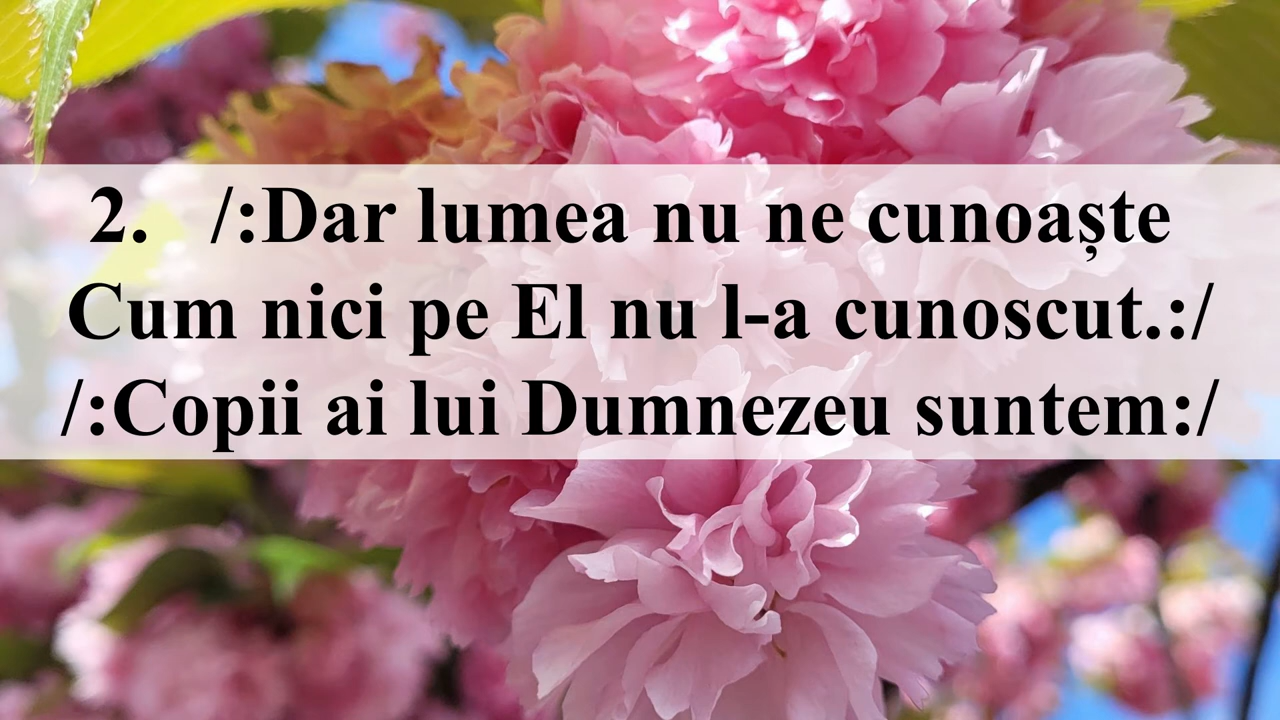 2. /:Dar lumea nu ne cunoaște
Cum nici pe El nu l-a cunoscut.:/
/:Copii ai lui Dumnezeu suntem:/